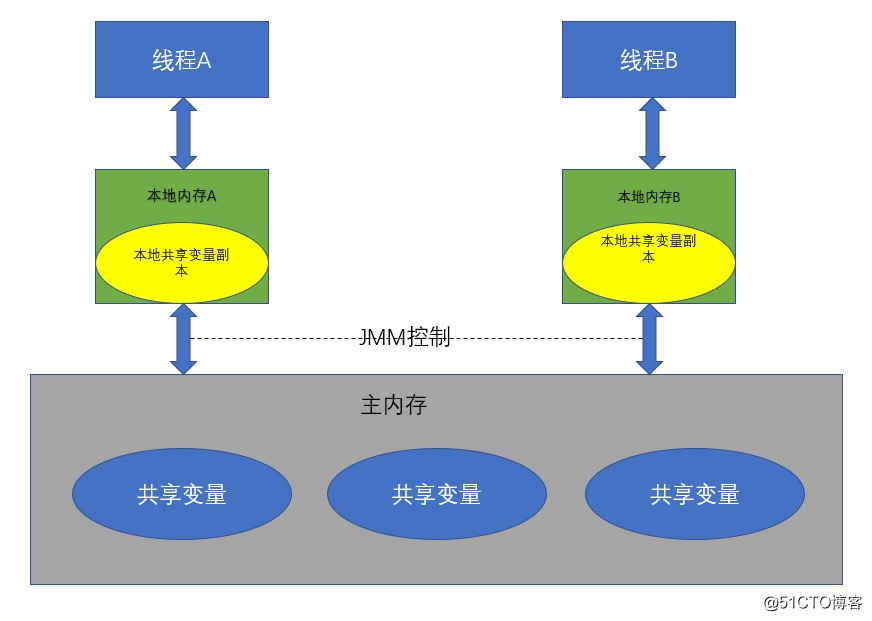 线程A
线程B
本地内存A
本地内存B
本地共享变量副
本
本地共享变量副
本
JMM控制
主内存
共享变量
共享变量
共享变量
@51CTO博客